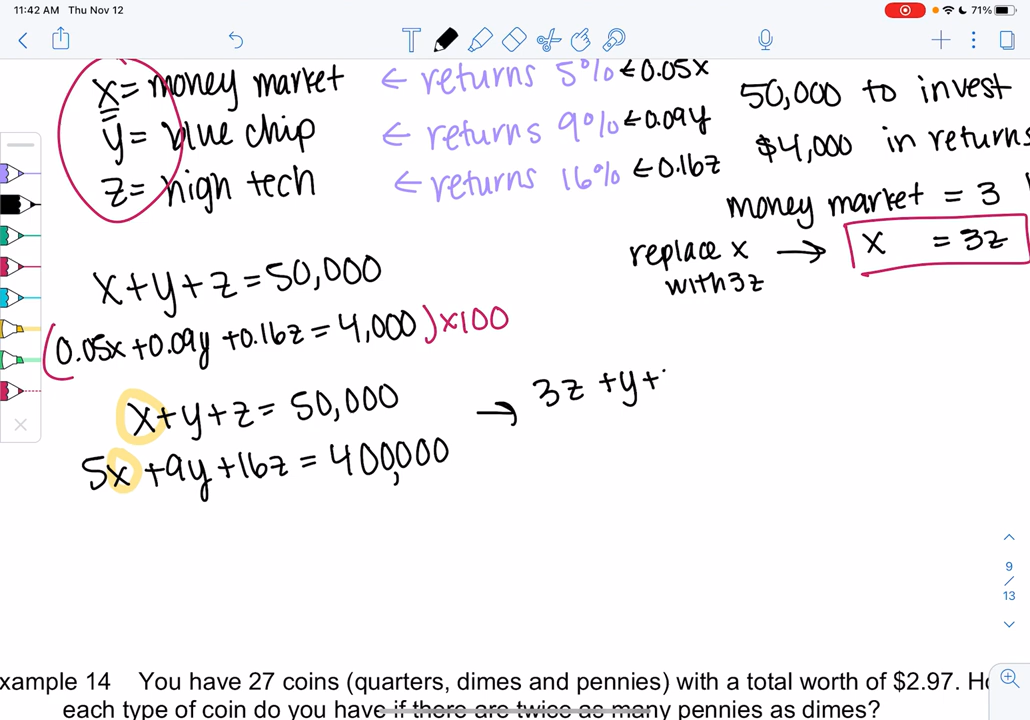 11:42 AM Thu Nov 12
71%
x = money market ← returns 5% ← 0.05x
y = blue chip ← returns 9% ← 0.09y
z = high tech ← returns 16% ← 0.16z
50,000 to invest
$4,000 in returns
money market = 3
replace x → x = 3z
with 3z
x + y + z = 50,000
(0.05x + 0.09y + 0.16z = 4,000) x100
x + y + z = 50,000 → 3z + y +
5x + 9y + 16z = 400,000
9
/
13
xample 14 You have 27 coins (quarters, dimes and pennies) with a total worth of $2.97. H
each type of coin do you have if there are twice as many pennies as dimes?